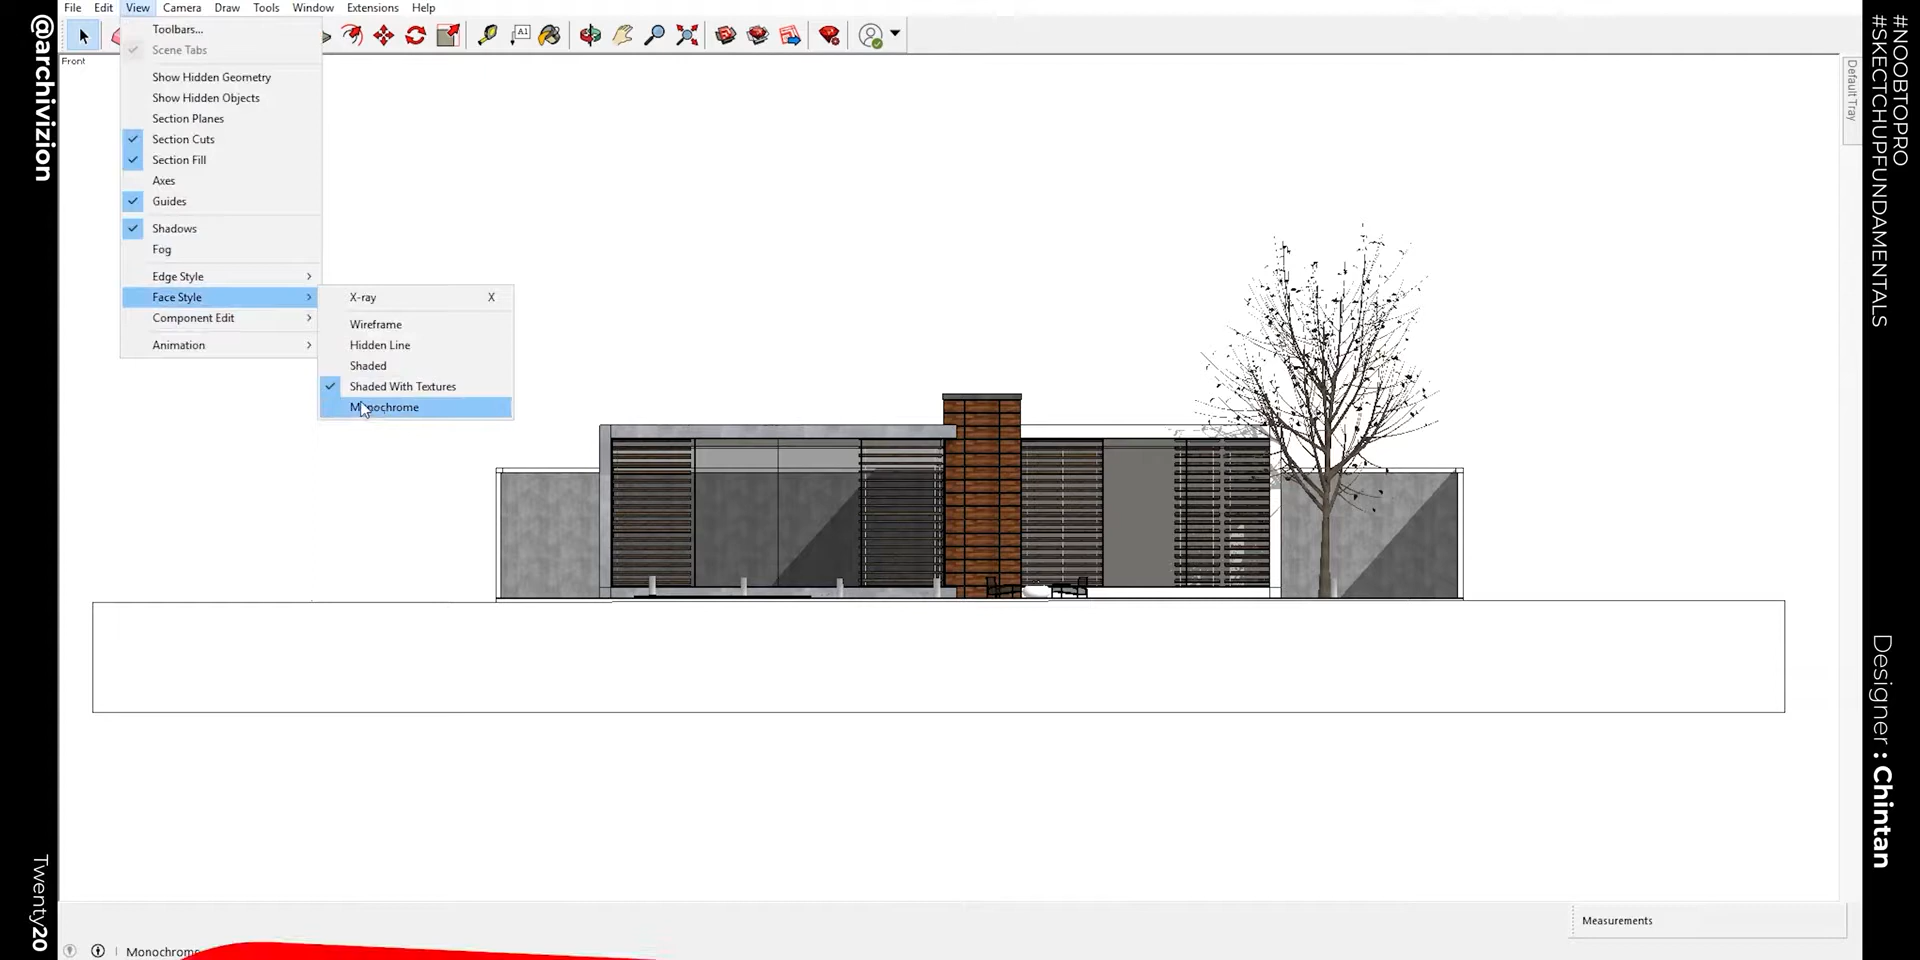 File Edit View Camera Draw Tools Window Extensions Help
A1
Front
Toolbars...
Scene Tabs
Show Hidden Geometry
Show Hidden Objects
Section Planes
Section Cuts
Section Fill
Axes
Guides
Shadows
Fog
Edge Style
Face Style
Component Edit
Animation
X-ray X
Wireframe
Hidden Line
Shaded
Shaded With Textures
Monochrome
Measurements
Monochrome
@archivizion
Twenty20
Default Tray
#NOOBTOPRO
#SKECTCHUPFUNDAMENTALS
Designer : Chintan